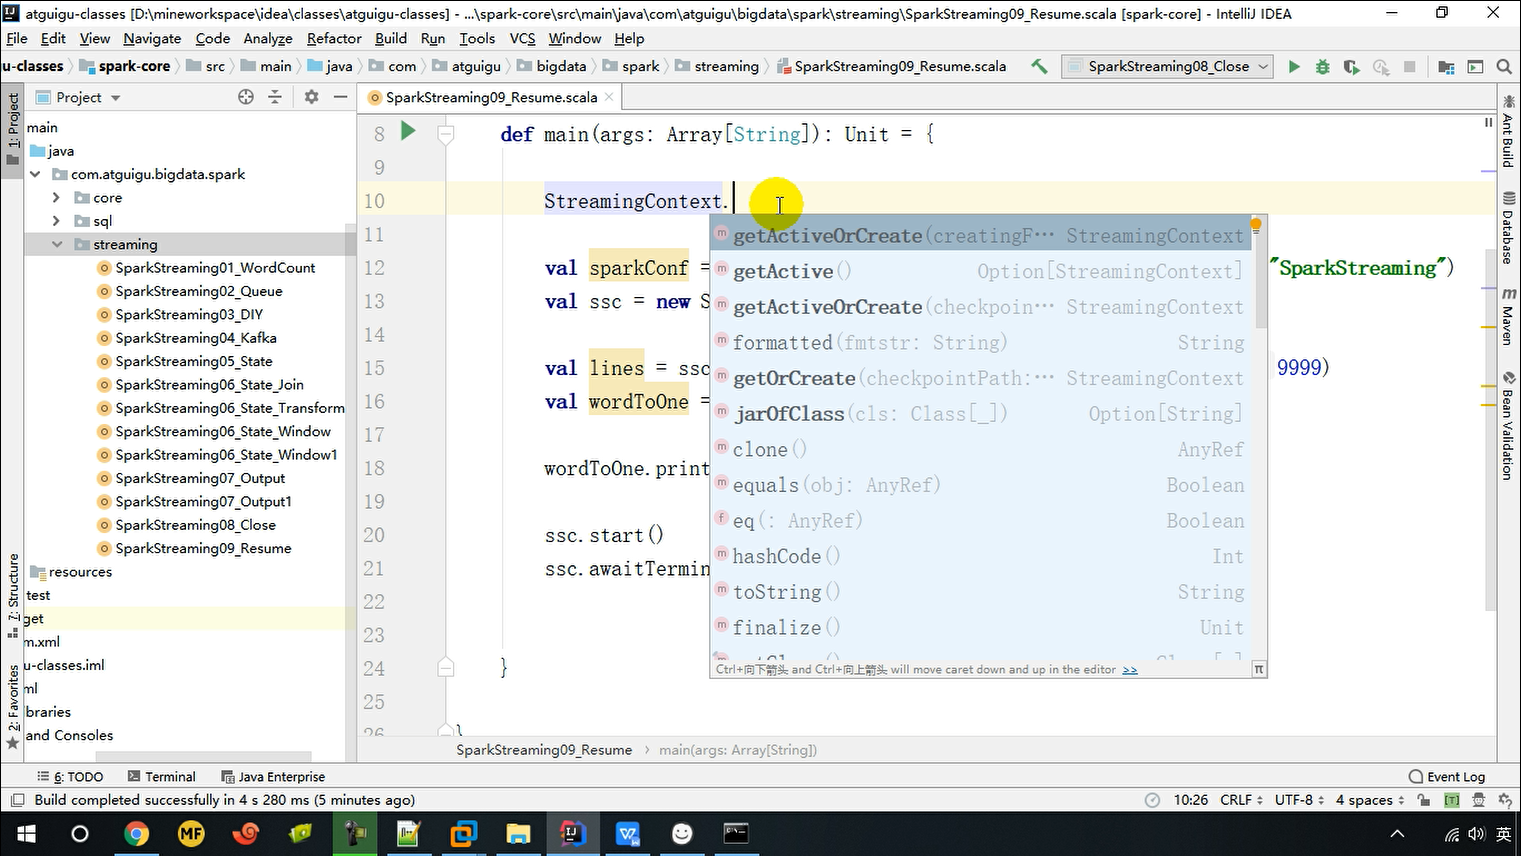 atguigu-classes [D:\mineworkspace\idea\classes\atguigu-classes] - ...\spark-core\src\main\java\com\atguigu\bigdata\spark\streaming\SparkStreaming09_Resume.scala [spark-core] - IntelliJ IDEA
File Edit View Navigate Code Analyze Refactor Build Run Tools VCS Window Help
u-classes spark-core src main java com atguigu bigdata spark streaming SparkStreaming09_Resume.scala SparkStreaming08_Close
1: Project
Project
main
java
com.atguigu.bigdata.spark
core
sql
streaming
SparkStreaming01_WordCount
SparkStreaming02_Queue
SparkStreaming03_DIY
SparkStreaming04_Kafka
SparkStreaming05_State
SparkStreaming06_State_Join
SparkStreaming06_State_Transform
SparkStreaming06_State_Window
SparkStreaming06_State_Window1
SparkStreaming07_Output
SparkStreaming07_Output1
SparkStreaming08_Close
SparkStreaming09_Resume
resources
test
get
m.xml
u-classes.iml
ml
braries
and Consoles
7: Structure
2: Favorites
SparkStreaming09_Resume.scala
8 def main(args: Array[String]): Unit = {
9
10 StreamingContext.
11
12 val sparkConf = "SparkStreaming")
13 val ssc = new S
14
15 val lines = ssc 9999)
16 val wordToOne =
17
18 wordToOne.print
19
20 ssc.start()
21 ssc.awaitTermin
22
23
24 }
25
26 }
m getActiveOrCreate(creatingF… StreamingContext
m getActive() Option[StreamingContext]
m getActiveOrCreate(checkpoin… StreamingContext
m formatted(fmtstr: String) String
m getOrCreate(checkpointPath:… StreamingContext
m jarOfClass(cls: Class[_]) Option[String]
m clone() AnyRef
m equals(obj: AnyRef) Boolean
f eq(: AnyRef) Boolean
m hashCode() Int
m toString() String
m finalize() Unit
Ctrl+向下箭头 and Ctrl+向上箭头 will move caret down and up in the editor >> π
SparkStreaming09_Resume main(args: Array[String])
Ant Build
Database
m Maven
Bean Validation
6: TODO Terminal Java Enterprise Event Log
Build completed successfully in 4 s 280 ms (5 minutes ago) 10:26 CRLF UTF-8 4 spaces [T]
MF 英